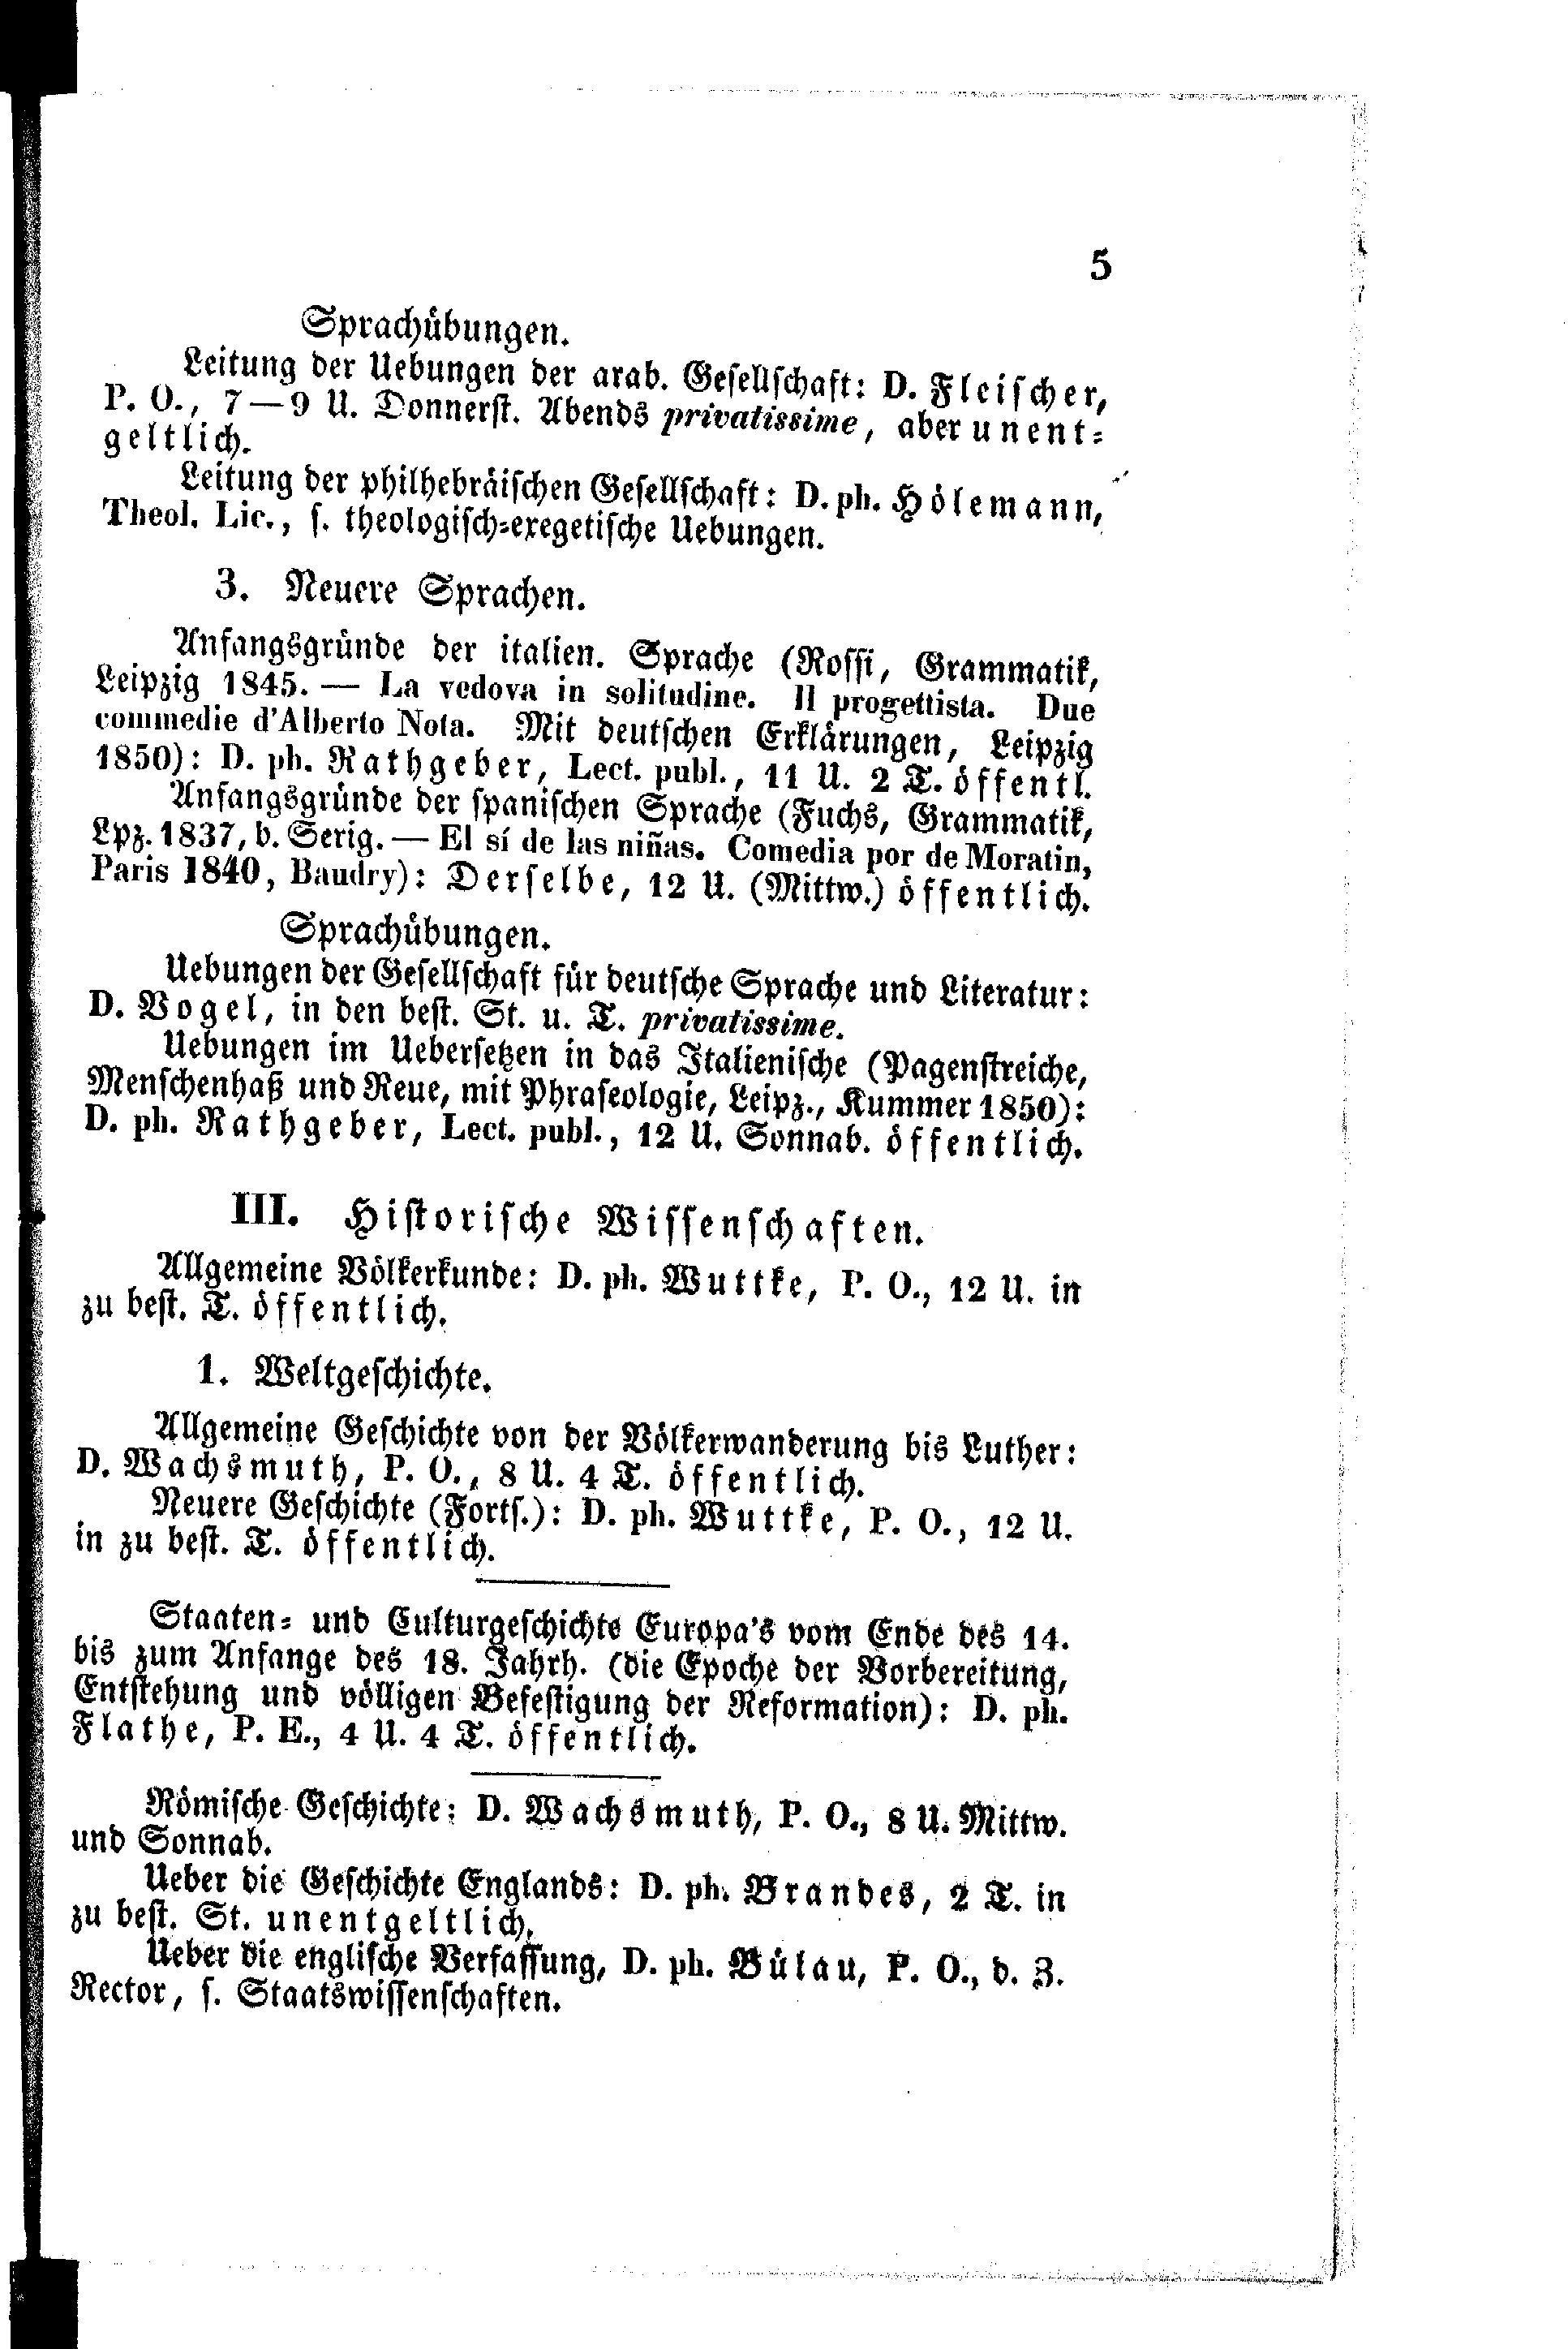 5
Sprachübungen.
Leitung der Uebungen der arab. Gesellschaft: D. Fleischer,
P. O., 7—9 U. Donnerst. Abends privatissime, aber unent-
geltlich.
Leitung der philhebräischen Gesellschaft: D. ph. Hölemann,
Theol. Lic., s. theologisch-exegetische Uebungen.
3. Neuere Sprachen.
Anfangsgründe der italien. Sprache (Rossi, Grammatik,
Leipzig 1845. — La vedova in solitudine. Il progettista. Due
commedie d'Alberto Nota. Mit deutschen Erklärungen, Leipzig
1850): D. ph. Rathgeber, Lect. publ., 11 U. 2 T. öffentl.
Anfangsgründe der spanischen Sprache (Fuchs, Grammatik,
Lpz. 1837, b. Serig. — El sí de las niñas. Comedia por de Moratin,
Paris 1840, Baudry): Derselbe, 12 U. (Mittw.) öffentlich.
Sprachübungen.
Uebungen der Gesellschaft für deutsche Sprache und Literatur:
D. Vogel, in den best. St. u. T. privatissime.
Uebungen im Uebersetzen in das Italienische (Pagenstreiche,
Menschenhaß und Reue, mit Phraseologie, Leipz., Kummer 1850):
D. ph. Rathgeber, Lect. publ., 12 U. Sonnab. öffentlich.
III. Historische Wissenschaften.
Allgemeine Völkerkunde: D. ph. Wuttke, P. O., 12 U. in
zu best. T. öffentlich.
1. Weltgeschichte.
Allgemeine Geschichte von der Völkerwanderung bis Luther:
D. Wachsmuth, P. O., 8 U. 4 T. öffentlich.
Neuere Geschichte (Forts.): D. ph. Wuttke, P. O., 12 U.
in zu best. T. öffentlich.
Staaten- und Culturgeschichte Europa's vom Ende des 14.
bis zum Anfange des 18. Jahrh. (die Epoche der Vorbereitung,
Entstehung und völligen Befestigung der Reformation): D. ph.
Flathe, P. E., 4 U. 4 T. öffentlich.
Römische Geschichte: D. Wachsmuth, P. O., 8 U. Mittw.
und Sonnab.
Ueber die Geschichte Englands: D. ph. Brandes, 2 T. in
zu best. St. unentgeltlich.
Ueber die englische Verfassung, D. ph. Bülau, P. O., d. Z.
Rector, s. Staatswissenschaften.